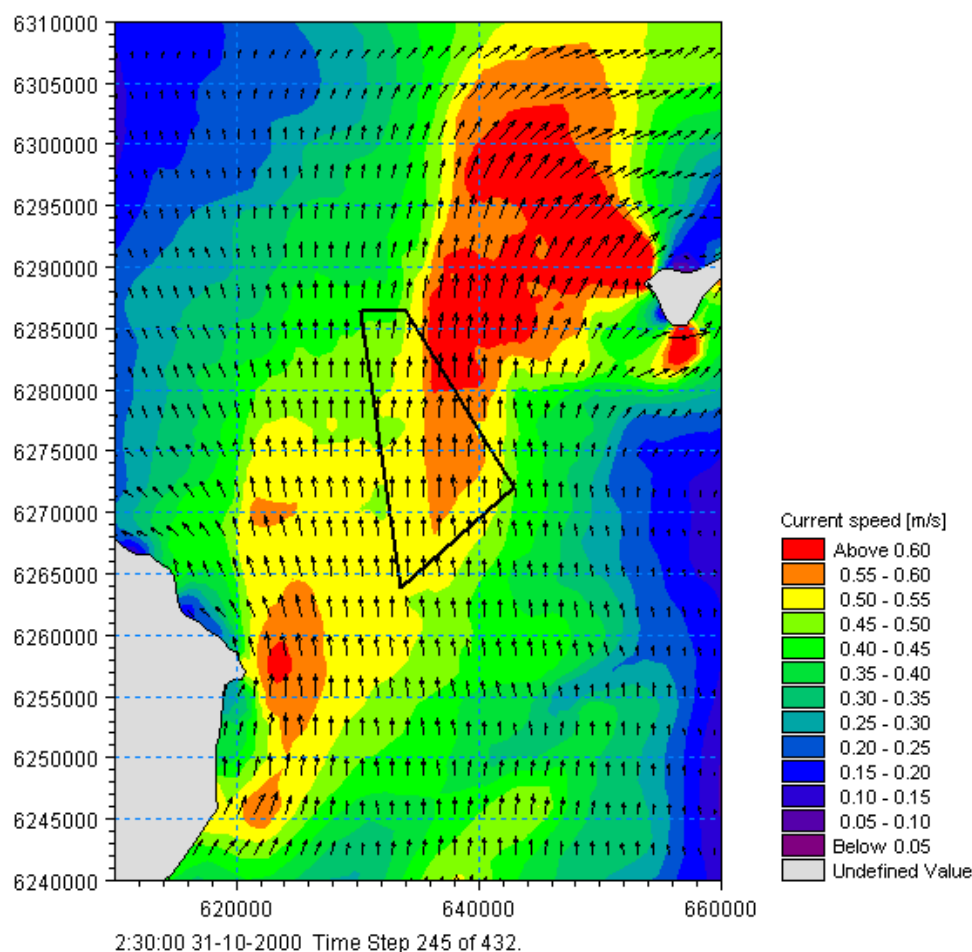 6310000
6305000
6300000
6295000
6290000
6285000
6280000
6275000
6270000
6265000
6260000
6255000
6250000
6245000
6240000
620000 640000 660000
2:30:00 31-10-2000 Time Step 245 of 432.
Current speed [m/s]
Above 0.60
0.55 - 0.60
0.50 - 0.55
0.45 - 0.50
0.40 - 0.45
0.35 - 0.40
0.30 - 0.35
0.25 - 0.30
0.20 - 0.25
0.15 - 0.20
0.10 - 0.15
0.05 - 0.10
Below 0.05
Undefined Value